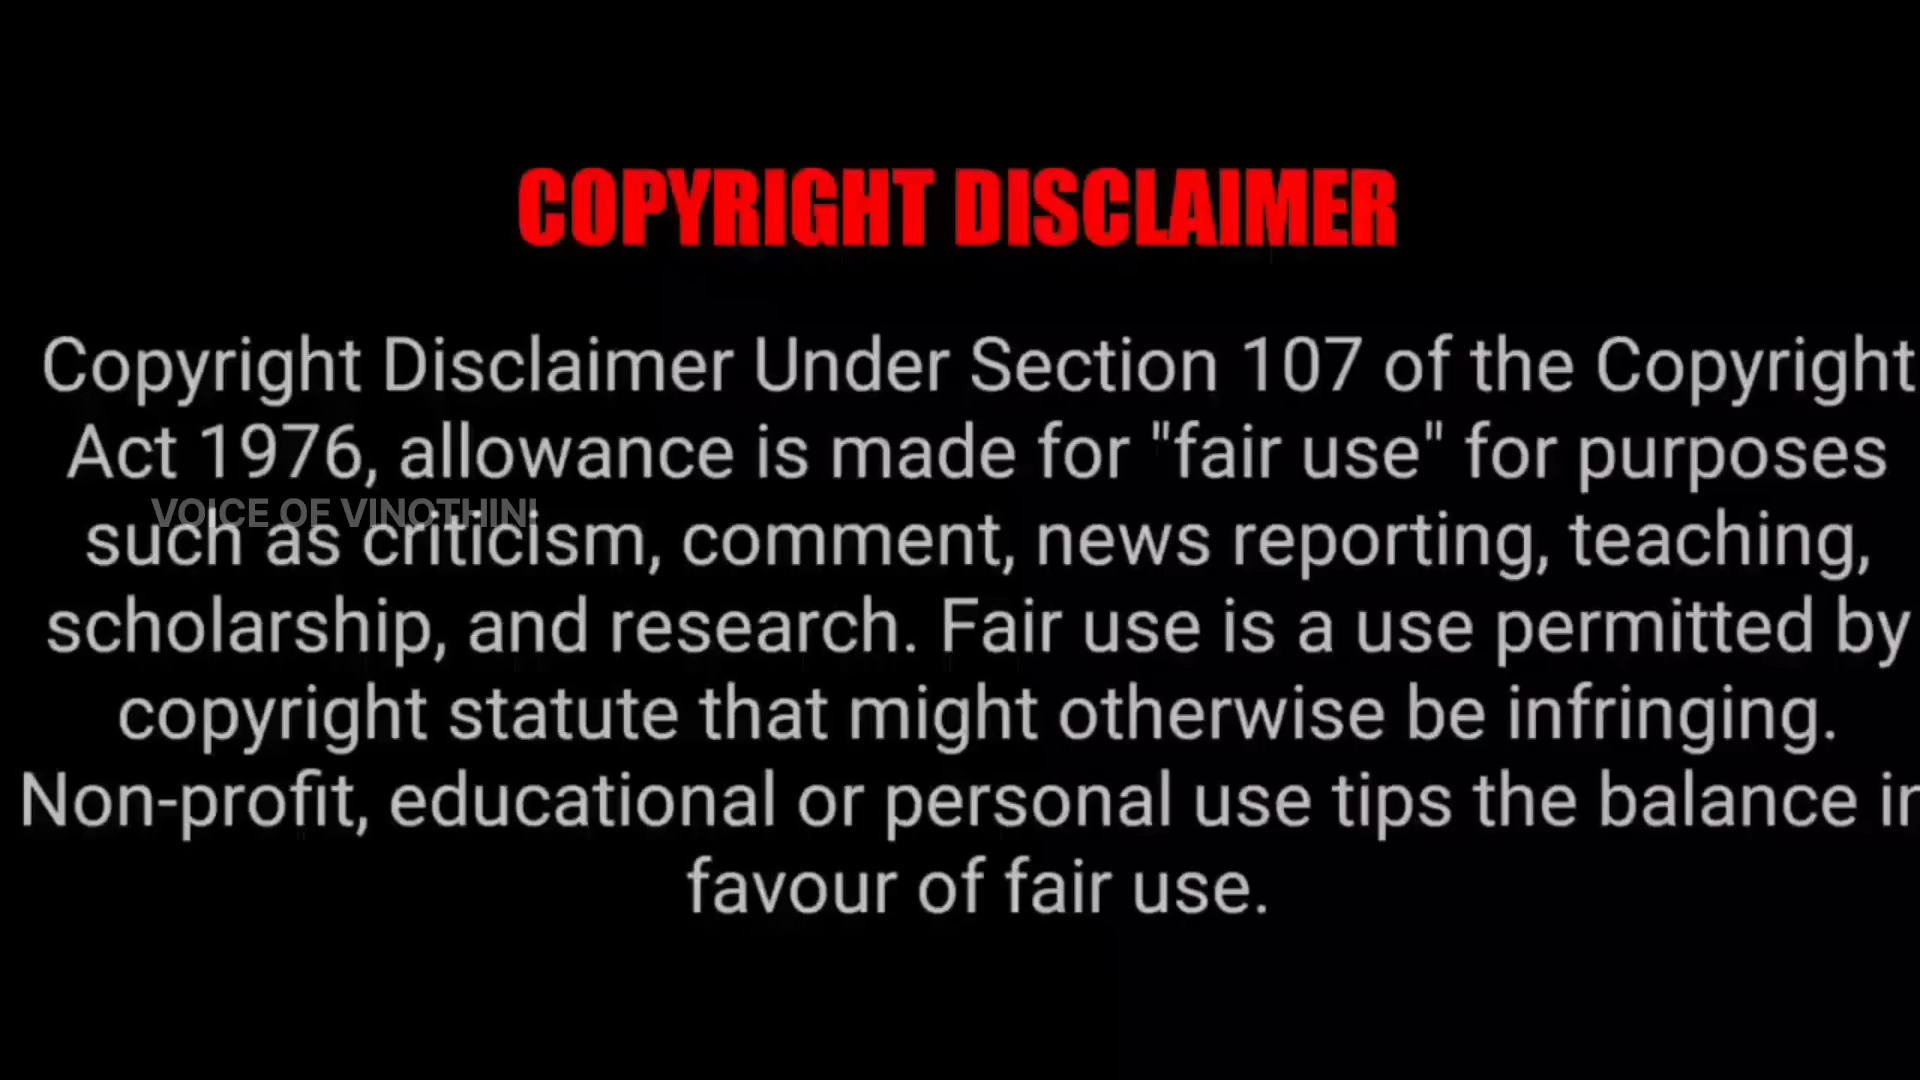 COPYRIGHT DISCLAIMER
Copyright Disclaimer Under Section 107 of the Copyright
Act 1976, allowance is made for "fair use" for purposes
VOICE OF VINOTHINI
such as criticism, comment, news reporting, teaching,
scholarship, and research. Fair use is a use permitted by
copyright statute that might otherwise be infringing.
Non-profit, educational or personal use tips the balance in
favour of fair use.